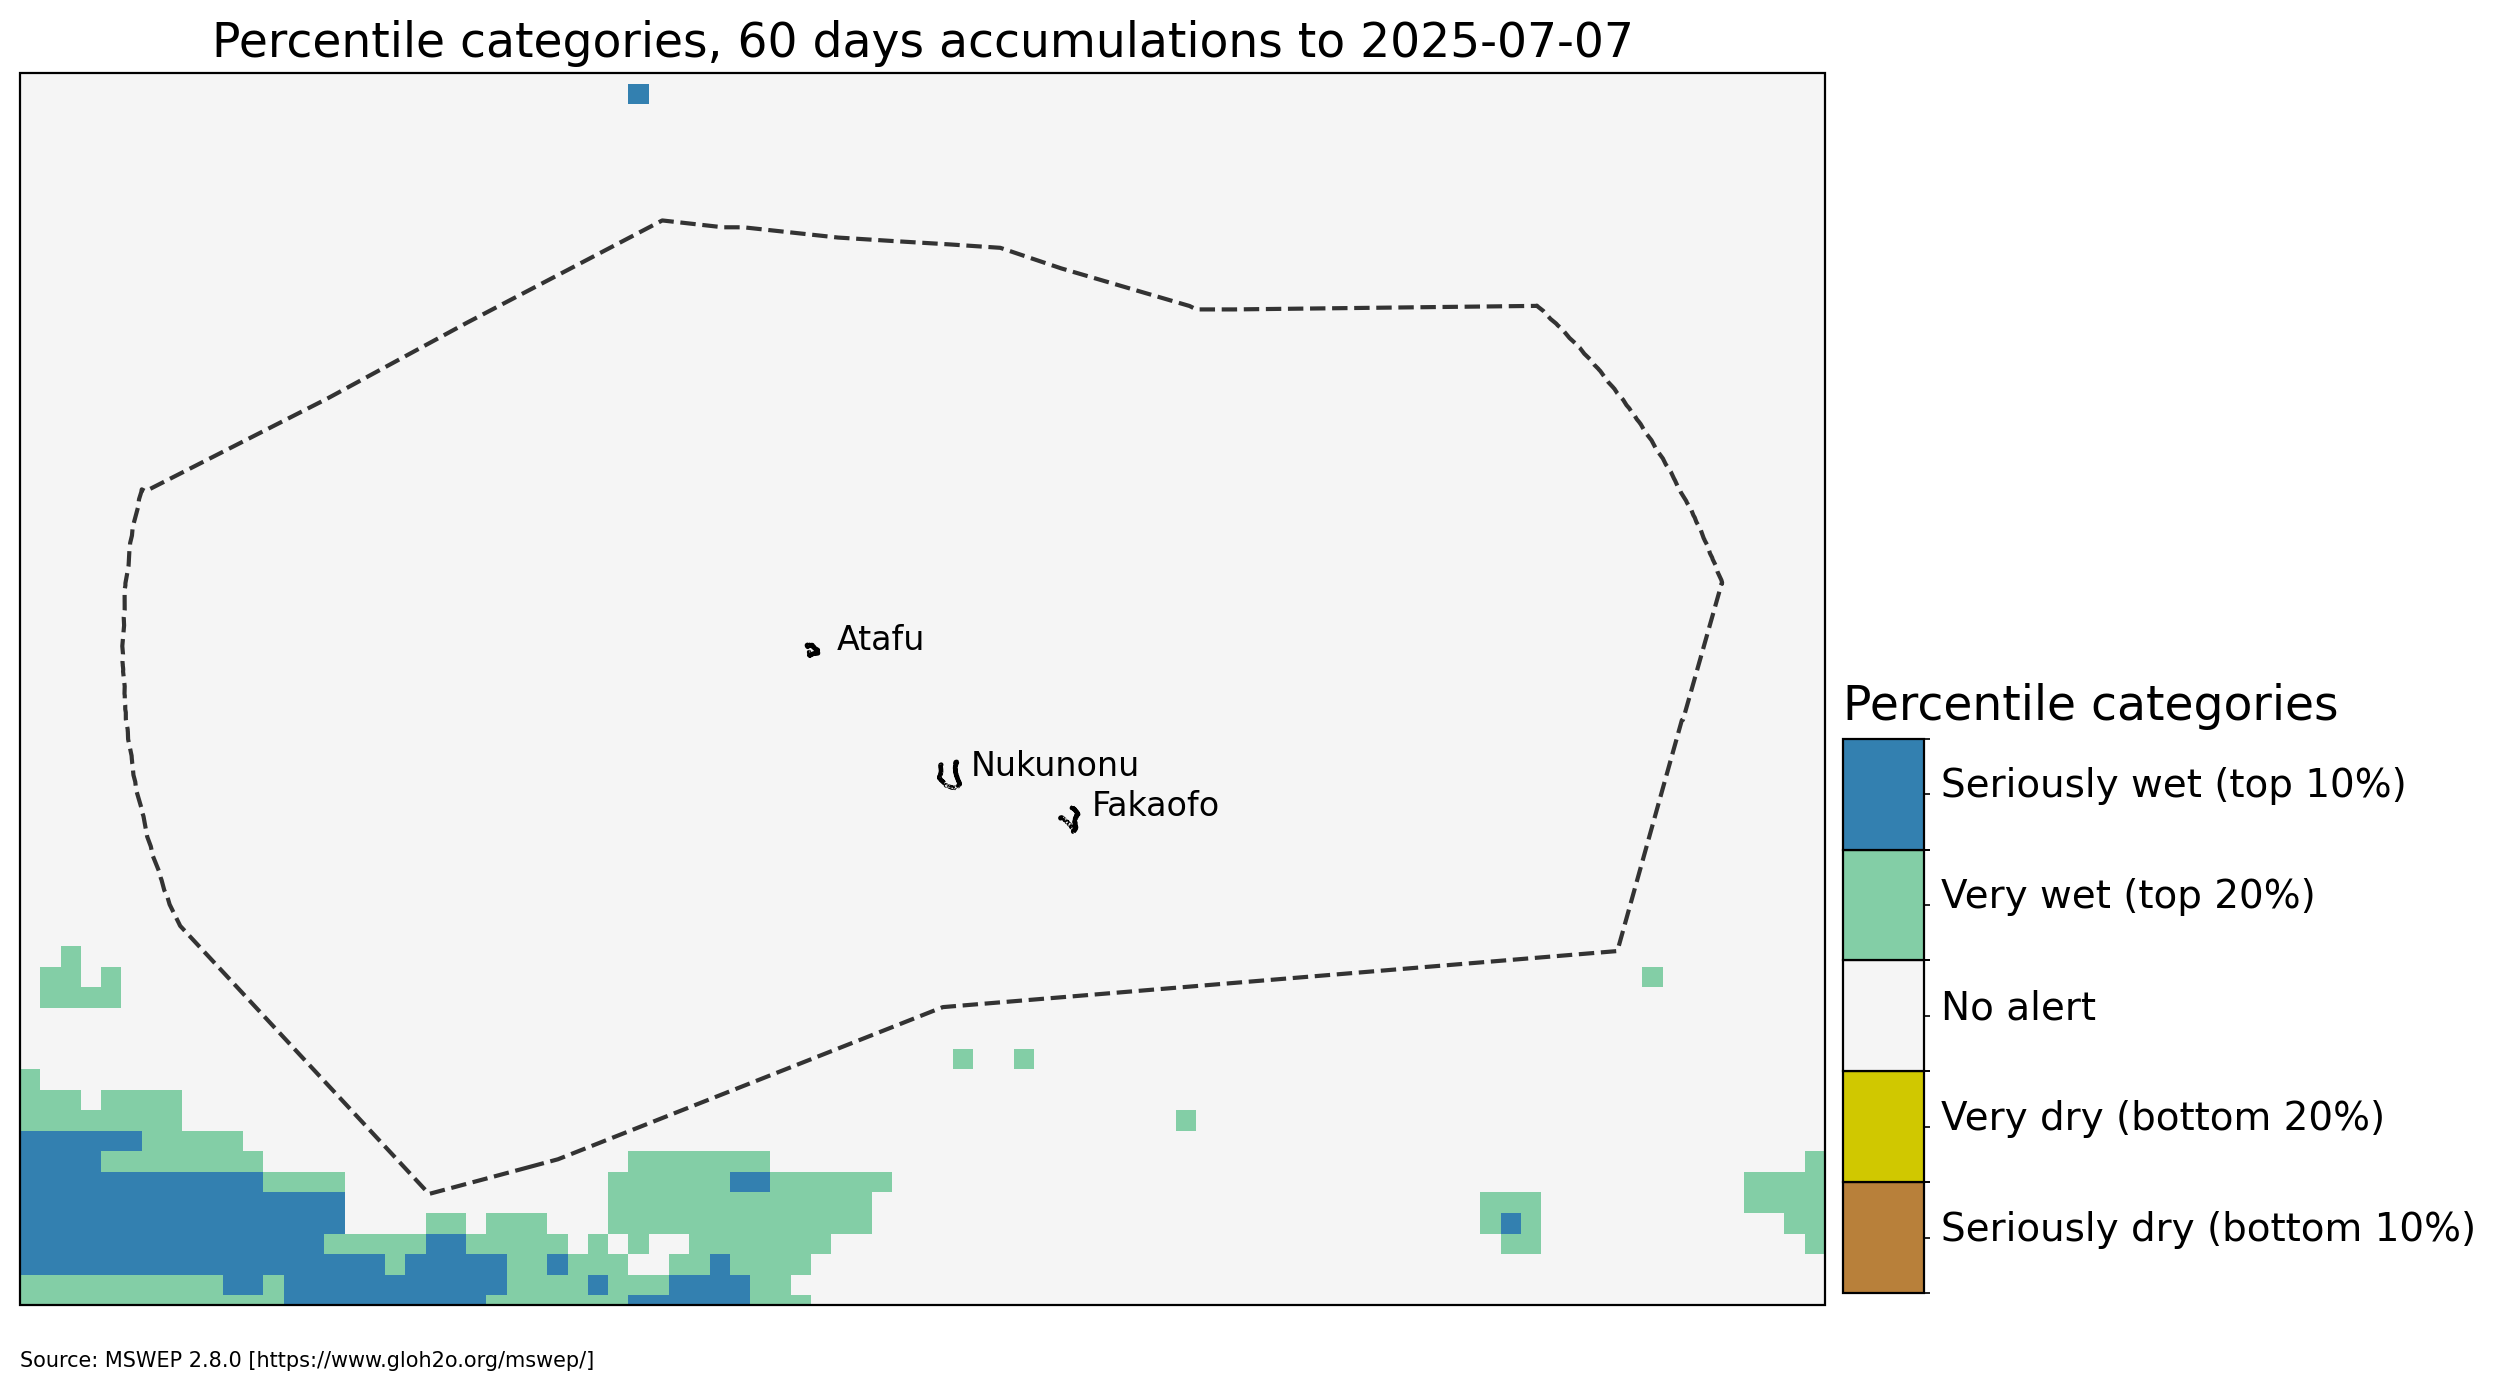 Percentile categories, 60 days accumulations to 2025-07-07
Atafu
Nukunonu
Fakaofo
Percentile categories
Seriously wet (top 10%)
Very wet (top 20%)
No alert
Very dry (bottom 20%)
Seriously dry (bottom 10%)
Source: MSWEP 2.8.0 [https://www.gloh2o.org/mswep/]